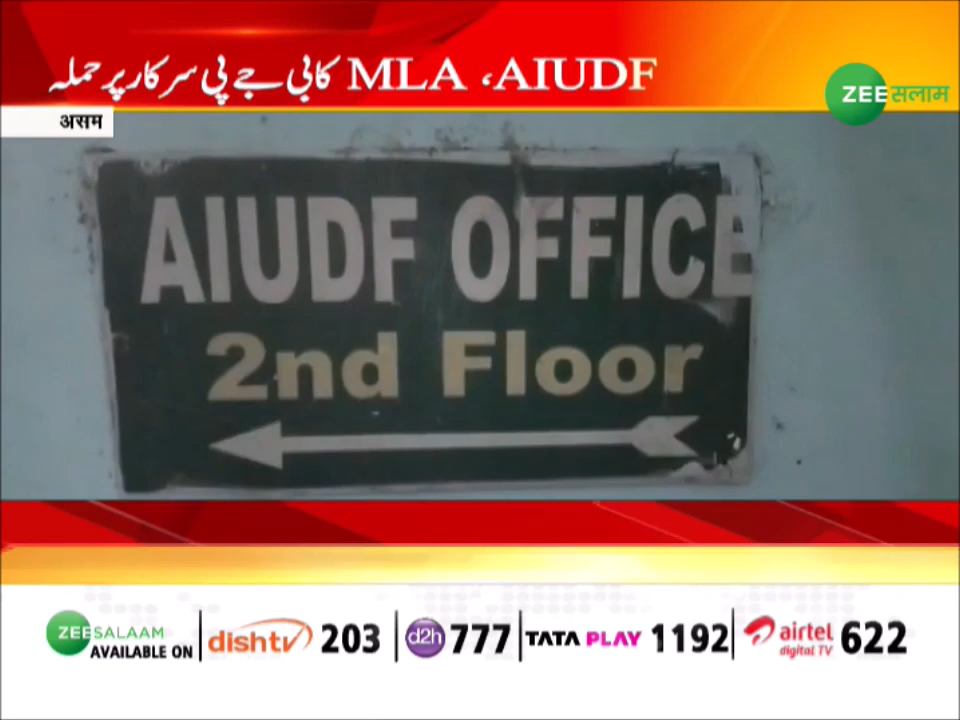 AIUDF، MLA کا بی جے پی سرکار پر حملہ
ZEE सलाम
असम
AIUDF OFFICE
2nd Floor
ZEE SALAAM
AVAILABLE ON
dishtv 203
d2h 777
TATA PLAY 1192
airtel digital TV 622